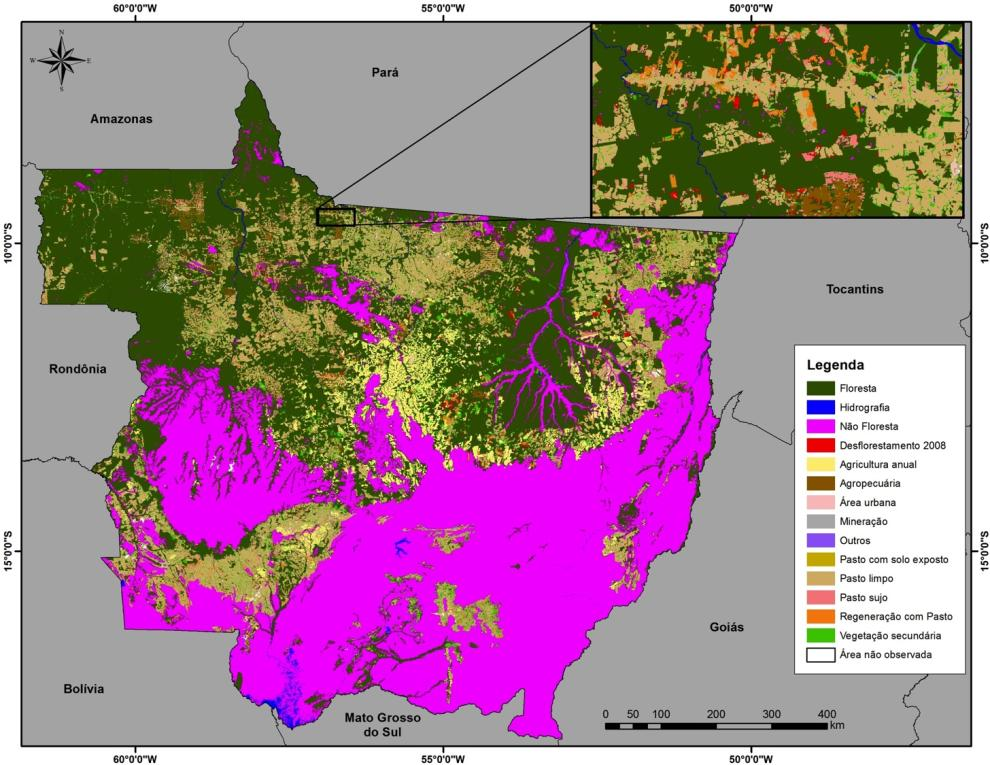 60°0'0"O 55°0'0"O 50°0'0"O
N
W E
S
Pará
Amazonas
10°0'0"S 10°0'0"S
Tocantins
Rondônia
Legenda
Floresta
Hidrografia
Não Floresta
Desflorestamento 2008
Agricultura anual
Agropecuária
Área urbana
Mineração
Outros
Pasto com solo exposto
Pasto limpo
Pasto sujo
Regeneração com Pasto
Vegetação secundária
Área não observada
15°0'0"S 15°0'0"S
Goiás
Bolívia
Mato Grosso
do Sul
0 50 100 200 300 400
km
60°0'0"O 55°0'0"O 50°0'0"O